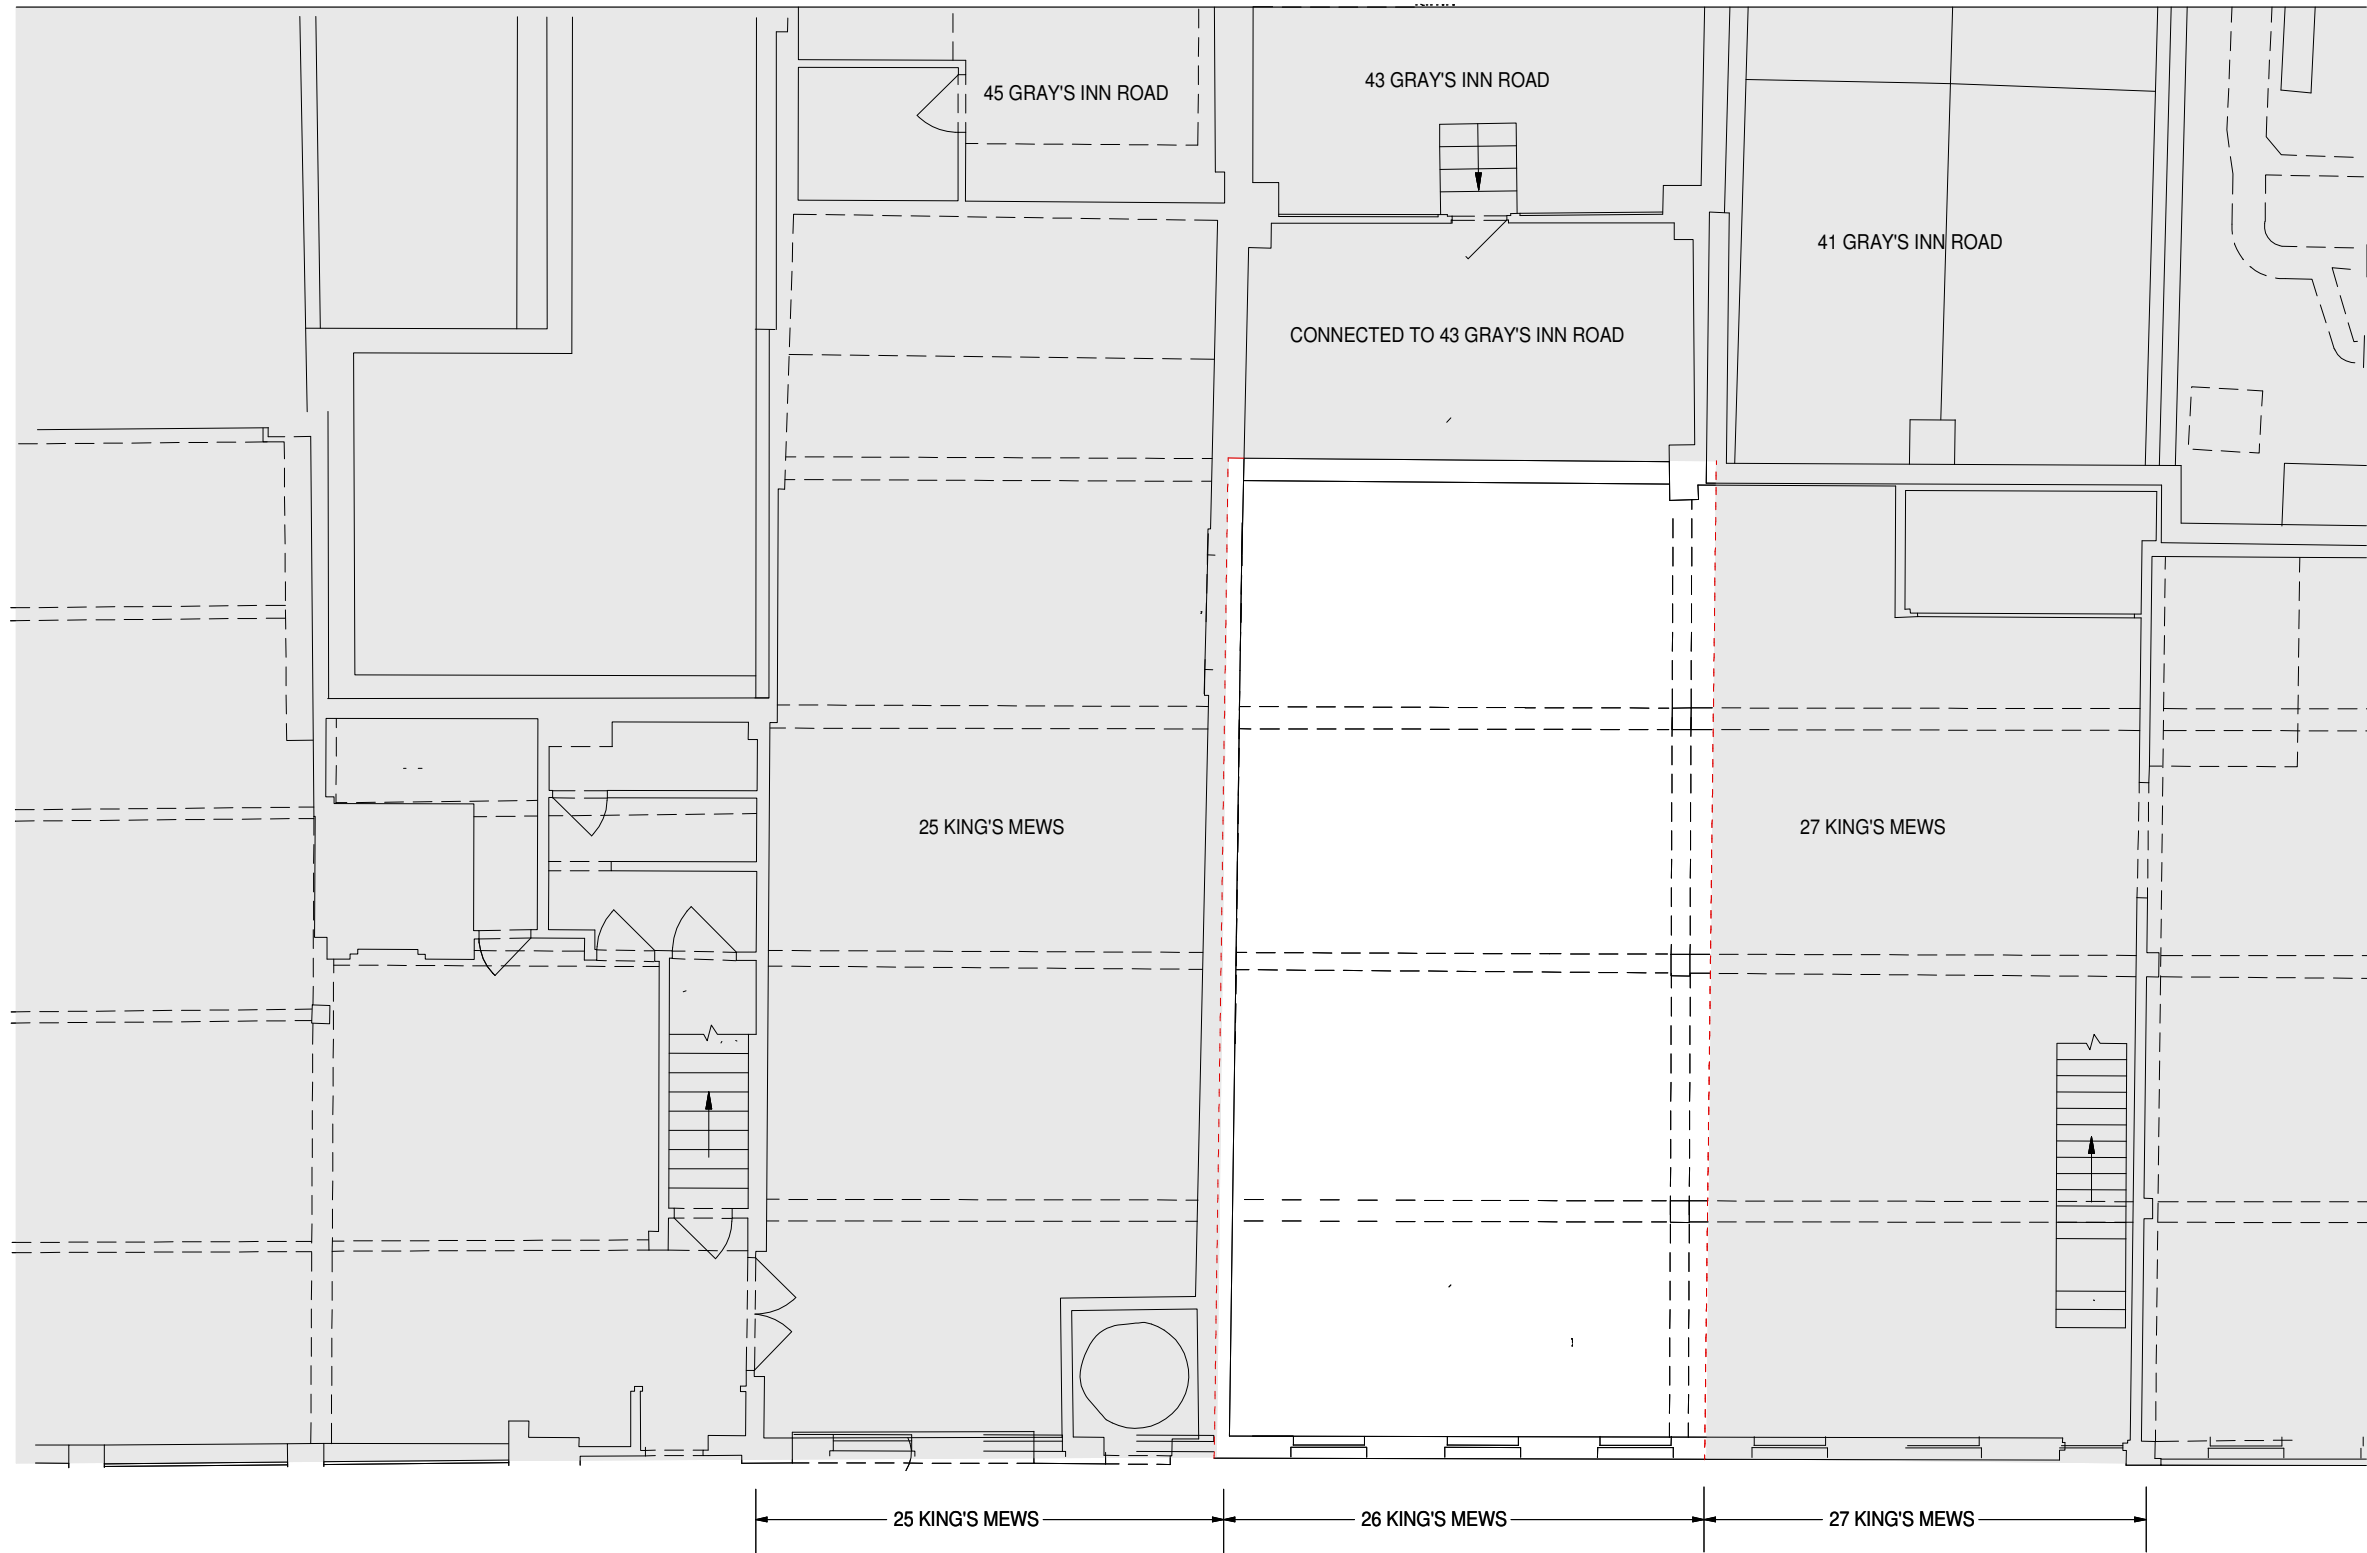 45 GRAY'S INN ROAD
43 GRAY'S INN ROAD
41 GRAY'S INN ROAD
CONNECTED TO 43 GRAY'S INN ROAD
25 KING'S MEWS
27 KING'S MEWS
25 KING'S MEWS
26 KING'S MEWS
27 KING'S MEWS